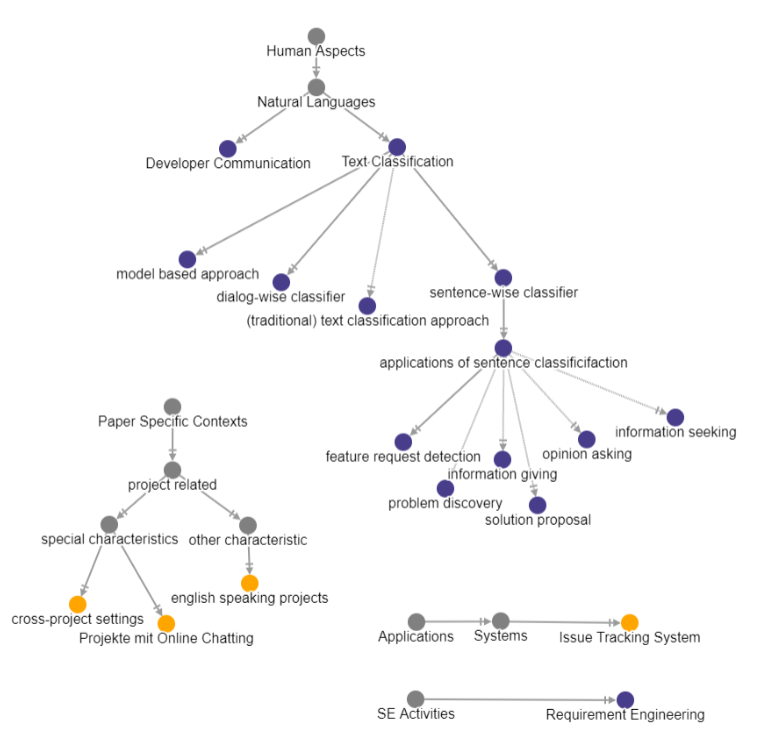 Human Aspects
Natural Languages
Developer Communication
Text Classification
model based approach
dialog-wise classifier
(traditional) text classification approach
sentence-wise classifier
applications of sentence classificifaction
feature request detection
information giving
opinion asking
information seeking
problem discovery
solution proposal
Paper Specific Contexts
project related
special characteristics
other characteristic
english speaking projects
cross-project settings
Projekte mit Online Chatting
Applications
Systems
Issue Tracking System
SE Activities
Requirement Engineering